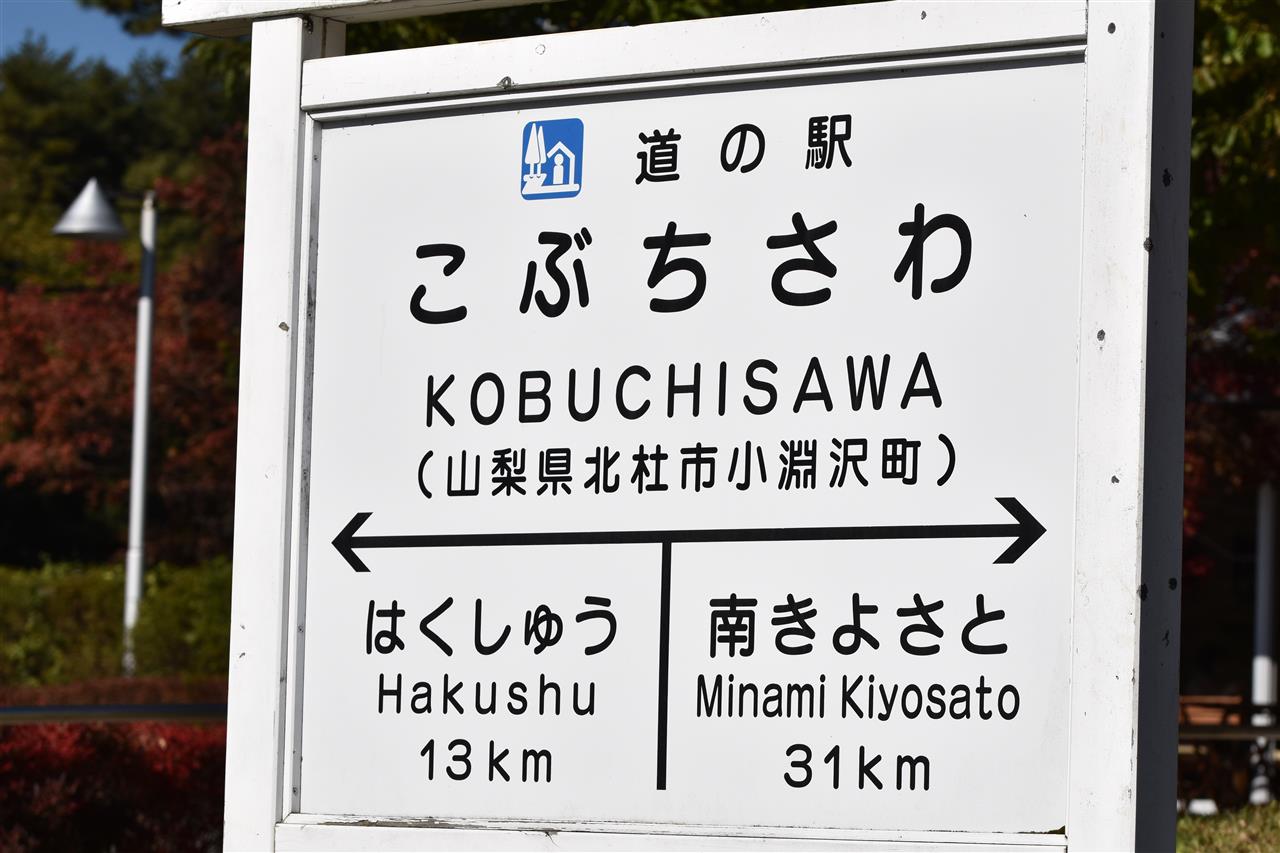 道の駅
こぶちさわ
KOBUCHISAWA
(山梨県北杜市小淵沢町)
はくしゅう
Hakushu
13km
南きよさと
Minami Kiyosato
31km